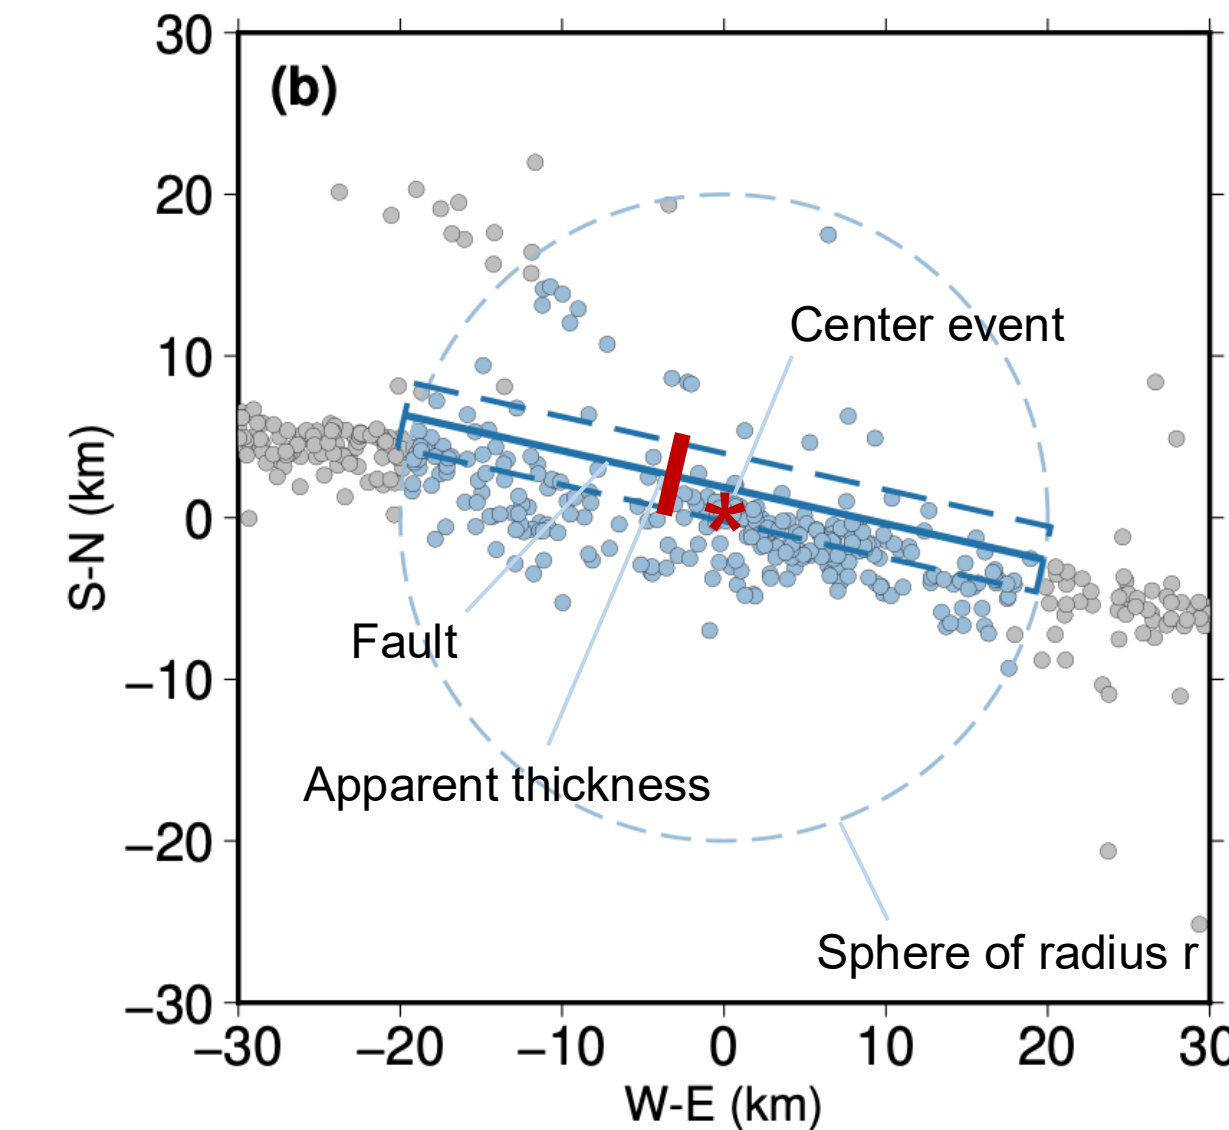 30
(b)
20
Center event
10
S-N (km)
0
Fault
−10
Apparent thickness
−20
Sphere of radius r
−30
−30 −20 −10 0 10 20 30
W-E (km)